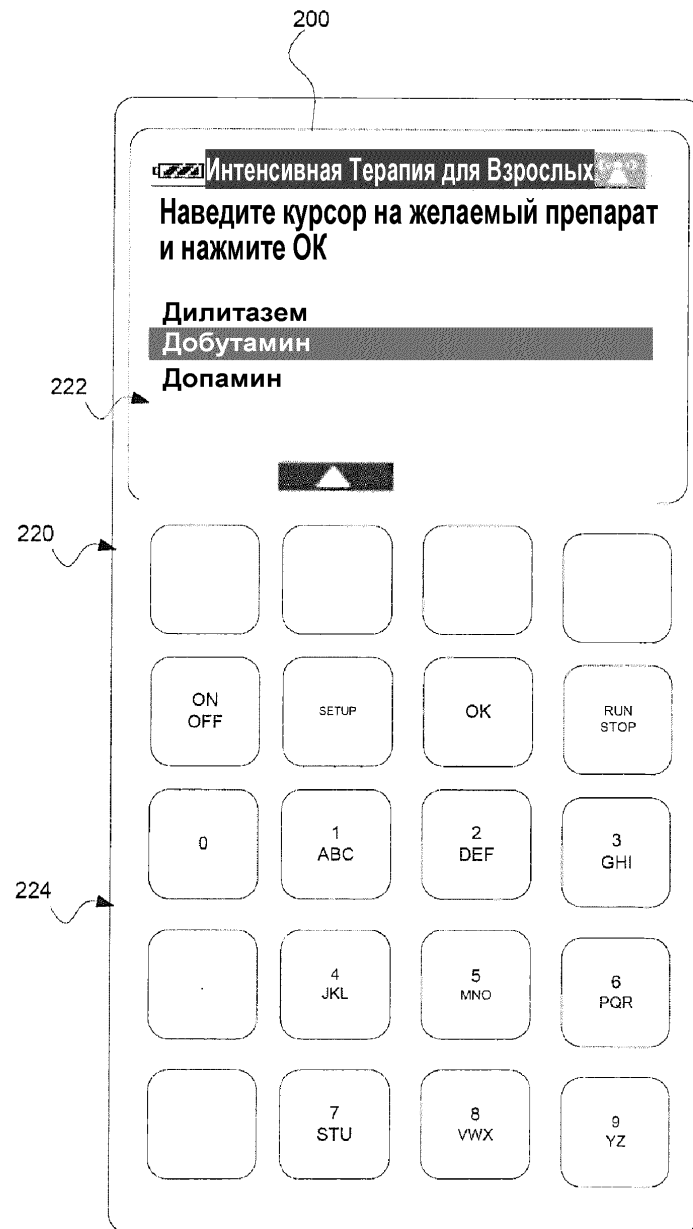 200
Интенсивная Терапия для Взрослых
Наведите курсор на желаемый препарат
и нажмите ОК
Дилитазем
Добутамин
Допамин
222
220
ON
OFF
SETUP
OK
RUN
STOP
0
1
ABC
2
DEF
3
GHI
224
.
4
JKL
5
MNO
6
PQR
7
STU
8
VWX
9
YZ